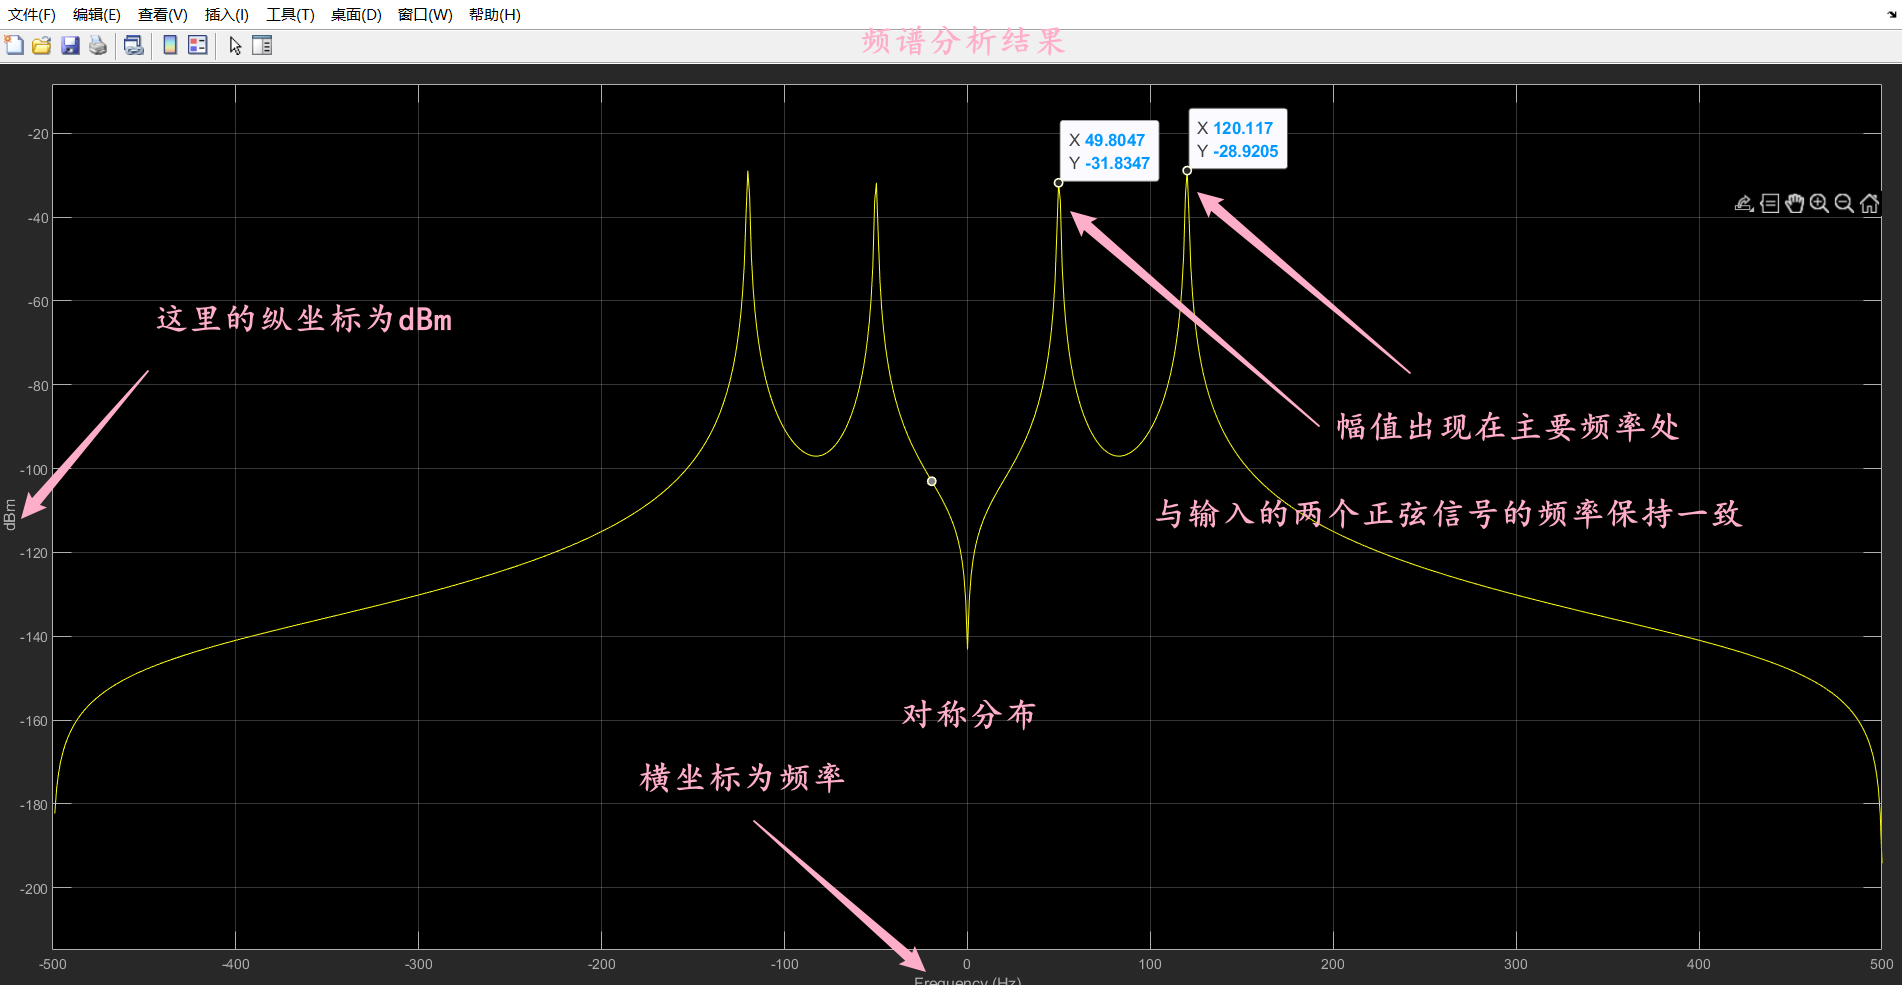 文件(F) 编辑(E) 查看(V) 插入(I) 工具(T) 桌面(D) 窗口(W) 帮助(H)
频谱分析结果
X 49.8047
Y -31.8347
X 120.117
Y -28.9205
-20
-40
-60
-80
-100
-120
-140
-160
-180
-200
dBm
这里的纵坐标为dBm
幅值出现在主要频率处
与输入的两个正弦信号的频率保持一致
对称分布
横坐标为频率
-500 -400 -300 -200 -100 0 100 200 300 400 500
Frequency (Hz)